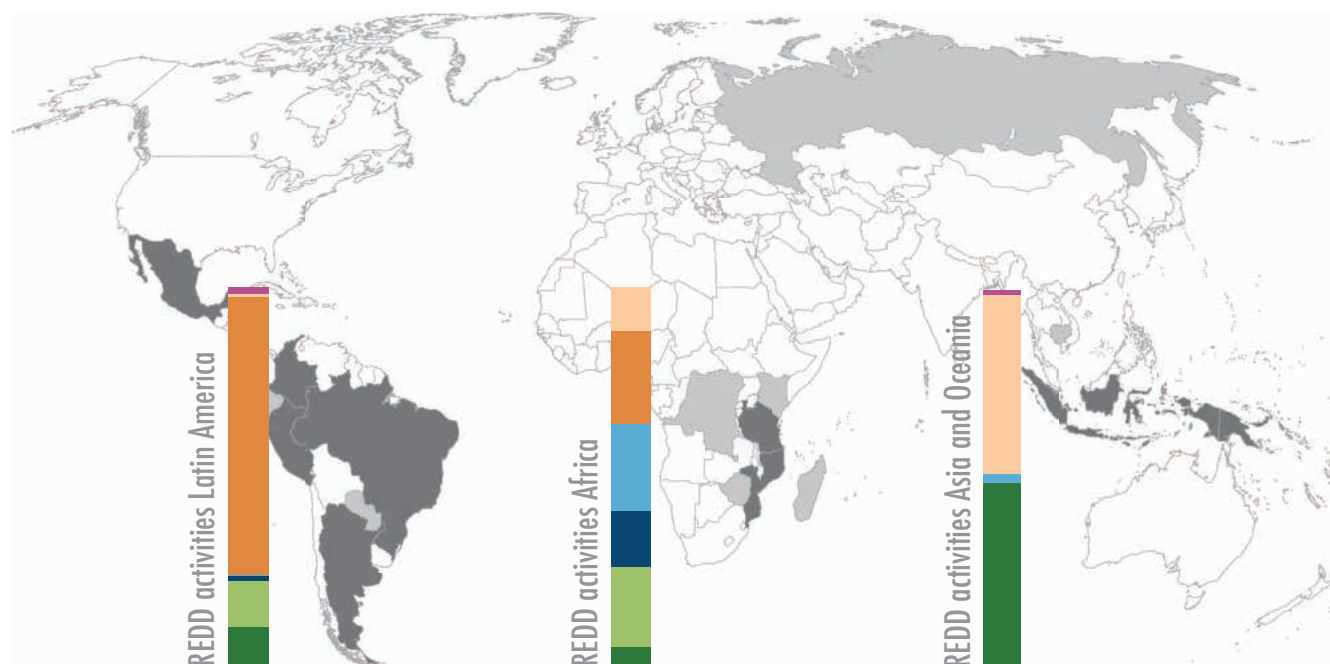 REDD activities Latin America
REDD activities Africa
REDD activities Asia and Oceania